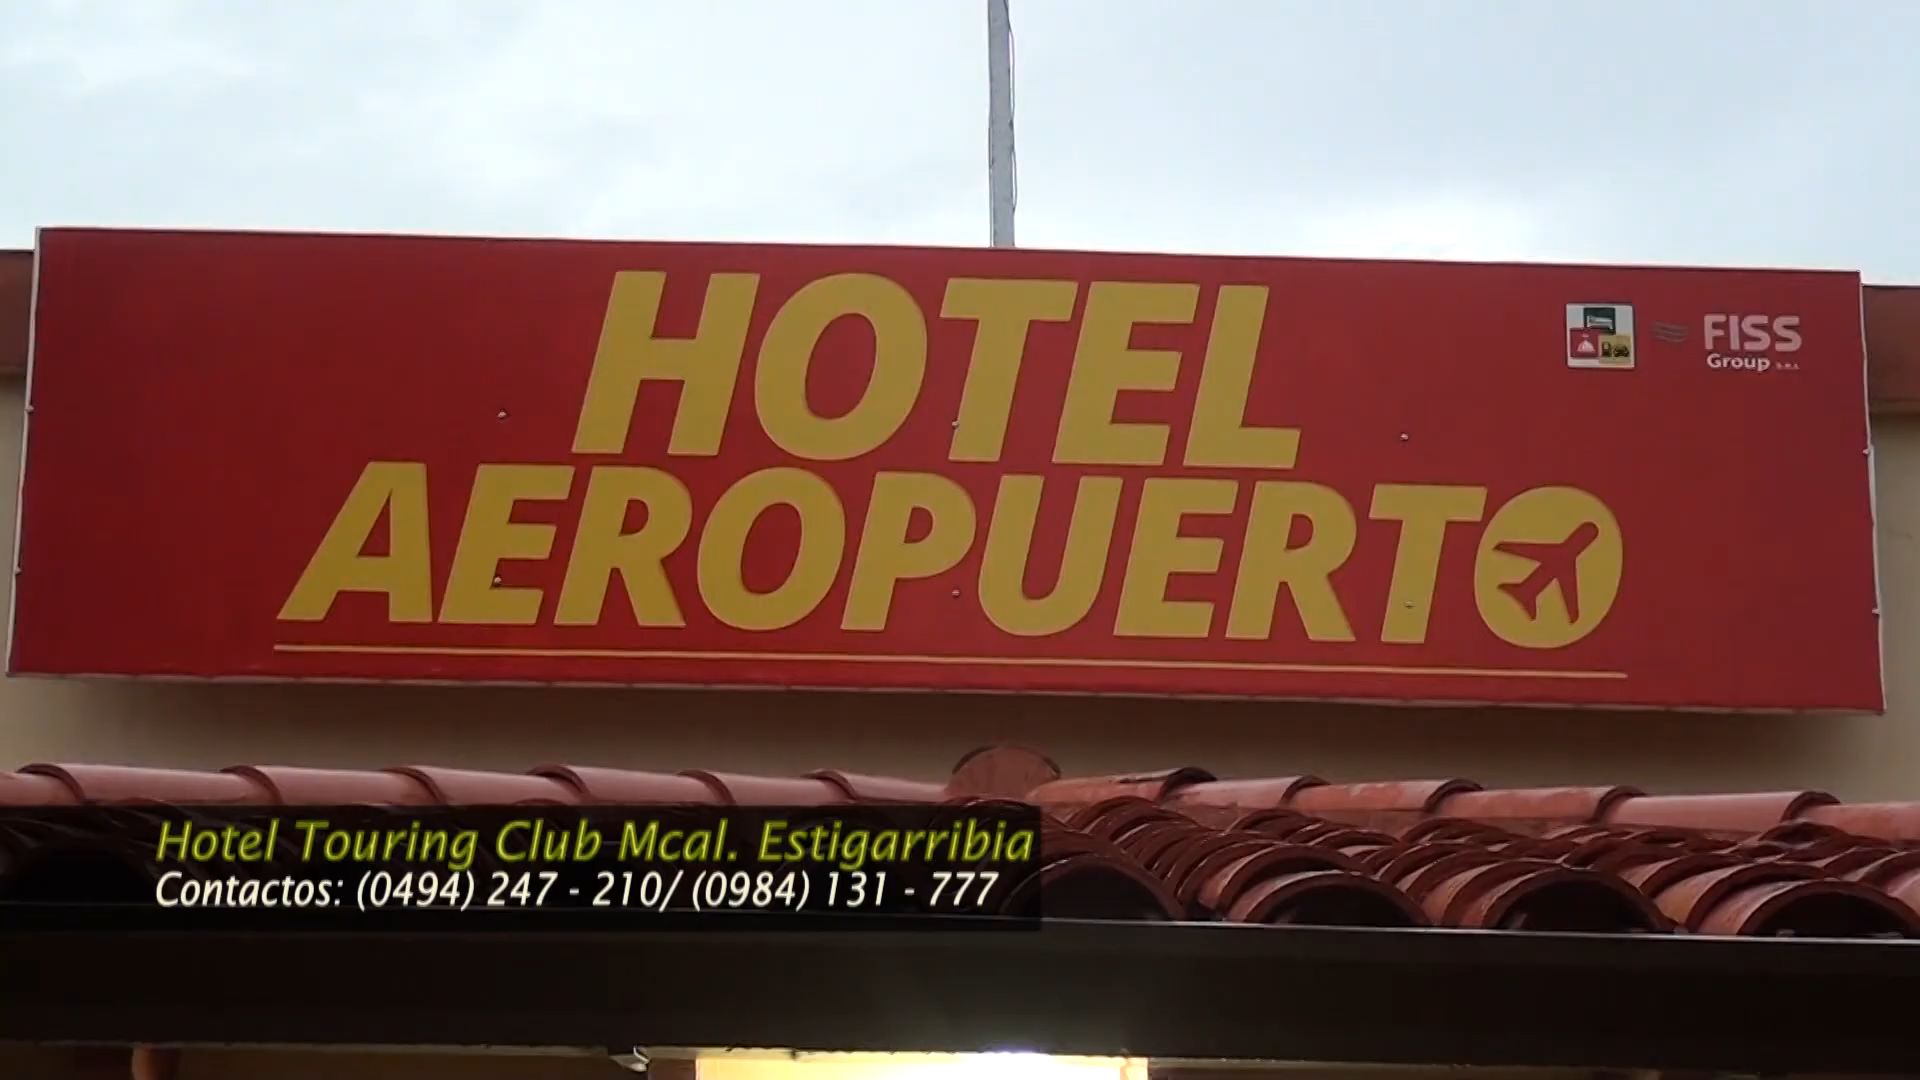 HOTEL
AEROPUERTO
FISS
Group
Hotel Touring Club Mcal. Estigarribia
Contactos: (0494) 247 - 210/ (0984) 131 - 777